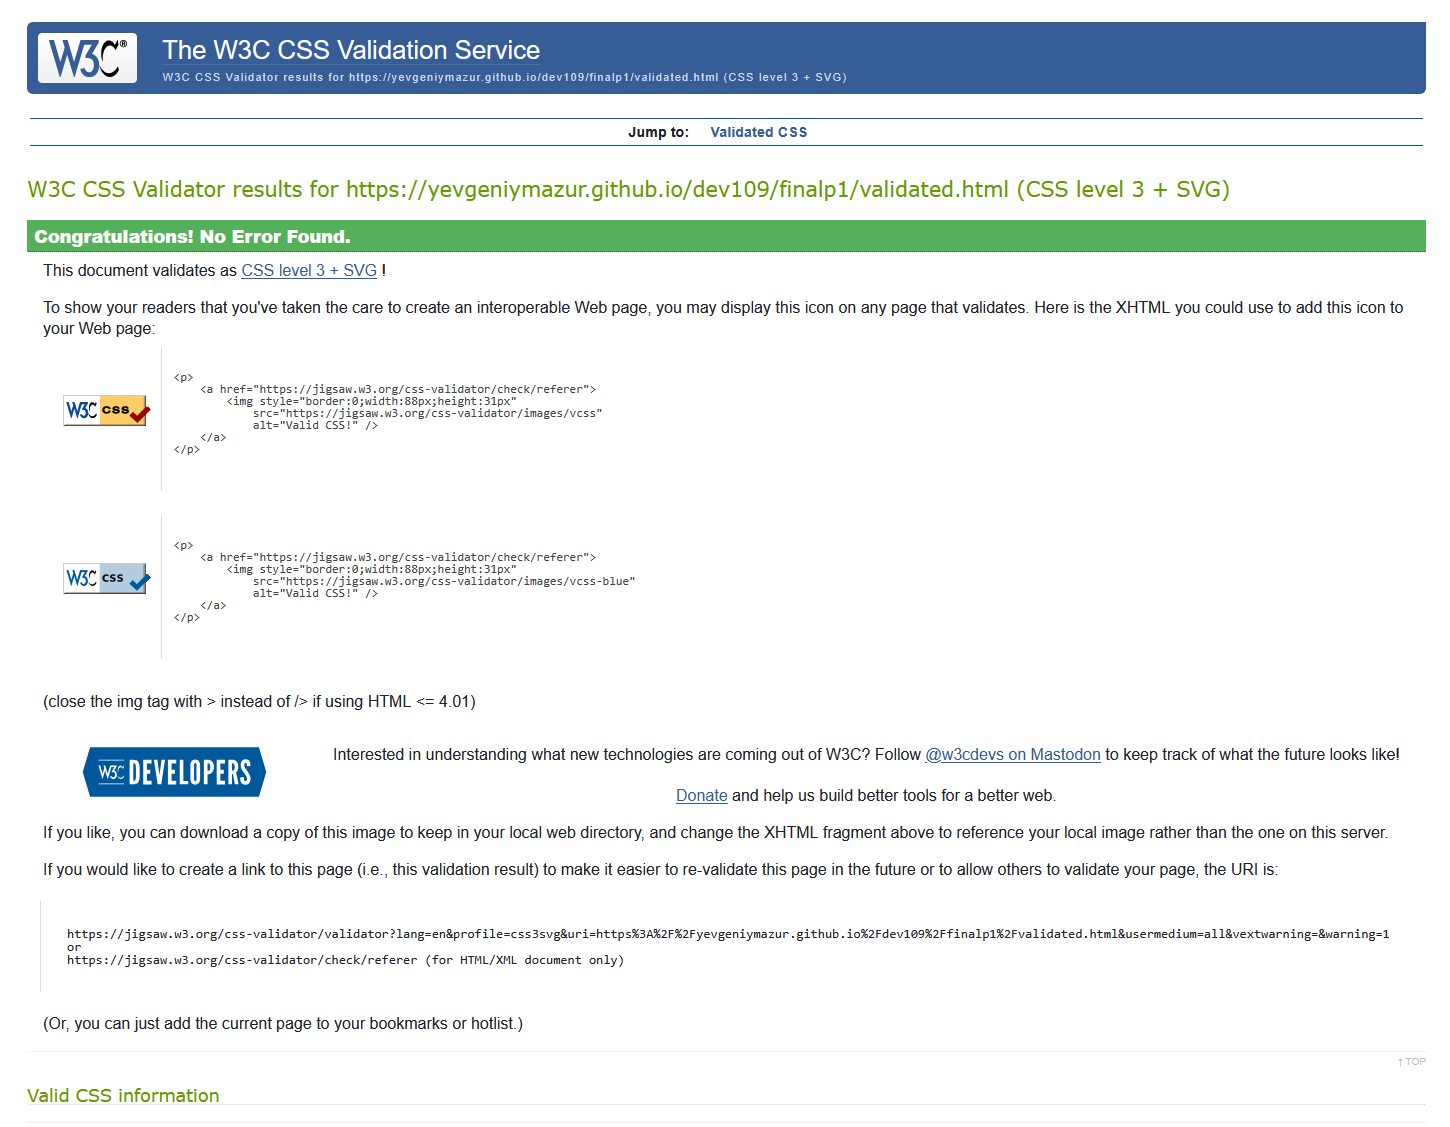 W3C®
The W3C CSS Validation Service
W3C CSS Validator results for https://yevgeniymazur.github.io/dev109/finalp1/validated.html (CSS level 3 + SVG)
Jump to: Validated CSS
W3C CSS Validator results for https://yevgeniymazur.github.io/dev109/finalp1/validated.html (CSS level 3 + SVG)
Congratulations! No Error Found.
This document validates as CSS level 3 + SVG !
To show your readers that you've taken the care to create an interoperable Web page, you may display this icon on any page that validates. Here is the XHTML you could use to add this icon to
your Web page:
W3C css
<p>
<a href="https://jigsaw.w3.org/css-validator/check/referer">
<img style="border:0;width:88px;height:31px"
src="https://jigsaw.w3.org/css-validator/images/vcss"
alt="Valid CSS!" />
</a>
</p>
W3C css
<p>
<a href="https://jigsaw.w3.org/css-validator/check/referer">
<img style="border:0;width:88px;height:31px"
src="https://jigsaw.w3.org/css-validator/images/vcss-blue"
alt="Valid CSS!" />
</a>
</p>
(close the img tag with > instead of /> if using HTML <= 4.01)
W3C DEVELOPERS
Interested in understanding what new technologies are coming out of W3C? Follow @w3cdevs on Mastodon to keep track of what the future looks like!
Donate and help us build better tools for a better web.
If you like, you can download a copy of this image to keep in your local web directory, and change the XHTML fragment above to reference your local image rather than the one on this server.
If you would like to create a link to this page (i.e., this validation result) to make it easier to re-validate this page in the future or to allow others to validate your page, the URI is:
https://jigsaw.w3.org/css-validator/validator?lang=en&profile=css3svg&uri=https%3A%2F%2Fyevgeniymazur.github.io%2Fdev109%2Ffinalp1%2Fvalidated.html&usermedium=all&vextwarning=&warning=1
or
https://jigsaw.w3.org/css-validator/check/referer (for HTML/XML document only)
(Or, you can just add the current page to your bookmarks or hotlist.)
↑ TOP
Valid CSS information